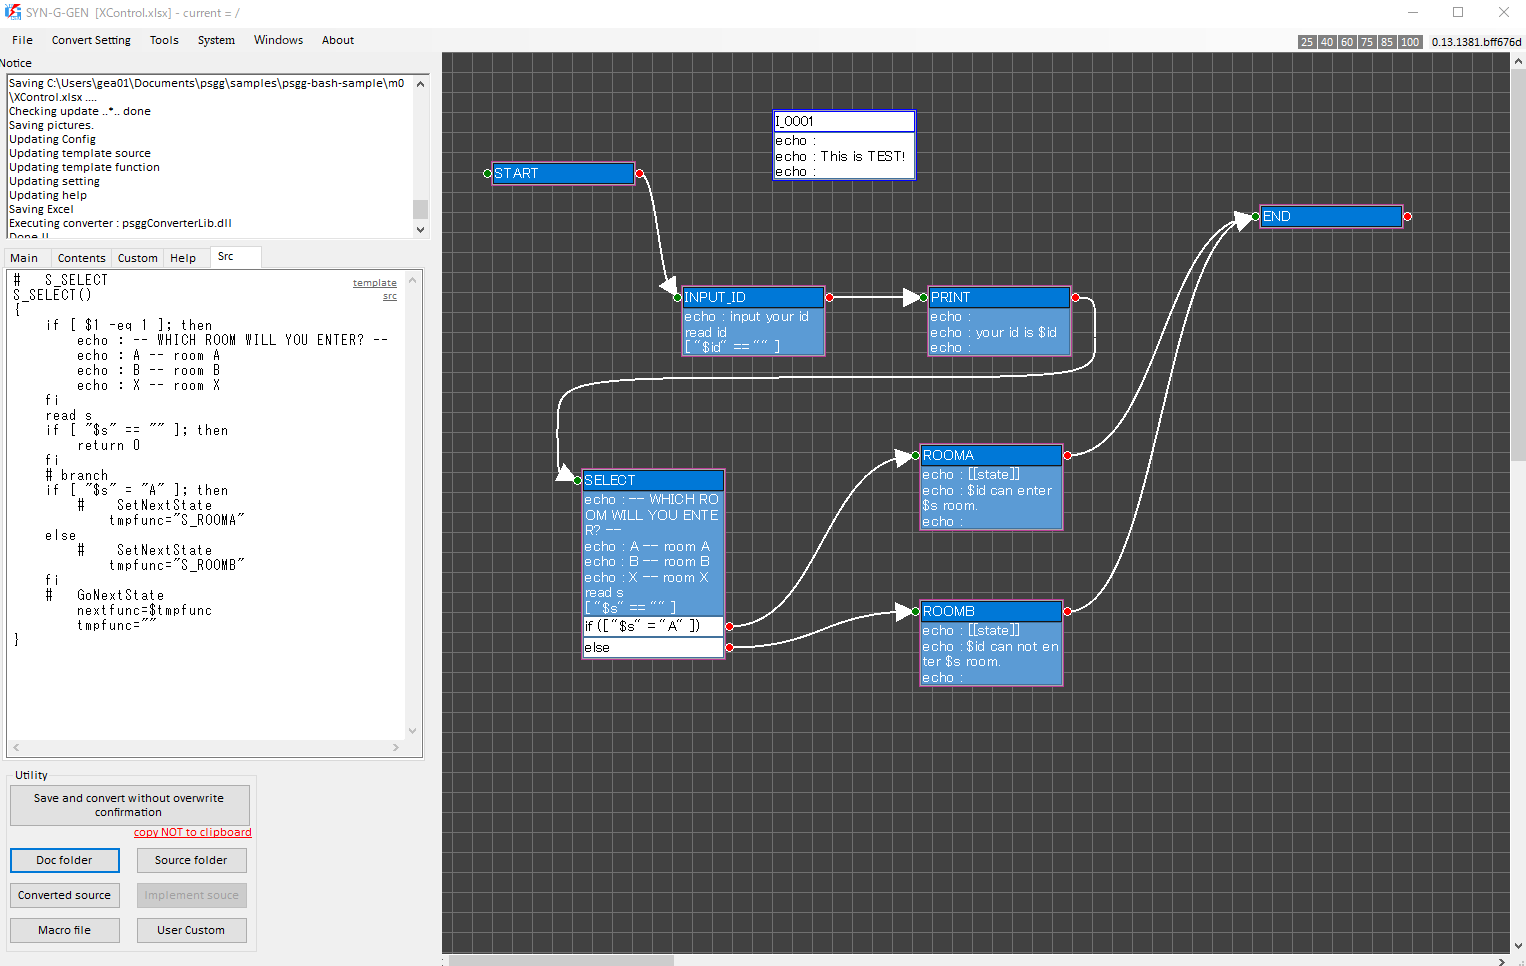 SYN-G-GEN  [XControl.xlsx] - current = /
File Convert Setting Tools System Windows About
25 40 60 75 85 100 0.13.1381.bff676d
Notice
Saving C:\Users\gea01\Documents\psgg\samples\psgg-bash-sample\m0
\XControl.xlsx ....
Checking update ..*.. done
Saving pictures.
Updating Config
Updating template source
Updating template function
Updating setting
Updating help
Saving Excel
Executing converter : psggConverterLib.dll
Done !!
Main Contents Custom Help Src
template
src
#   S_SELECT
S_SELECT()
{
    if [ $1 -eq 1 ]; then
        echo : -- WHICH ROOM WILL YOU ENTER? --
        echo : A -- room A
        echo : B -- room B
        echo : X -- room X
    fi
    read s
    if [ "$s" == "" ]; then
        return 0
    fi
    # branch
    if [ "$s" = "A" ]; then
        #    SetNextState
            tmpfunc="S_ROOMA"
    else
        #    SetNextState
            tmpfunc="S_ROOMB"
    fi
    #   GoNextState
        nextfunc=$tmpfunc
        tmpfunc=""
}
Utility
Save and convert without overwrite
confirmation
copy NOT to clipboard
Doc folder
Source folder
Converted source
Implement souce
Macro file
User Custom
I_0001
echo :
echo : This is TEST!
echo :
START
END
INPUT_ID
echo : input your id
read id
[ "$id" == "" ]
PRINT
echo :
echo : your id is $id
echo :
SELECT
echo : -- WHICH RO
OM WILL YOU ENTE
R? --
echo : A -- room A
echo : B -- room B
echo : X -- room X
read s
[ "$s" == "" ]
if ([ "$s" = "A" ])
else
ROOMA
echo : [[state]]
echo : $id can enter
$s room.
echo :
ROOMB
echo : [[state]]
echo : $id can not en
ter $s room.
echo :